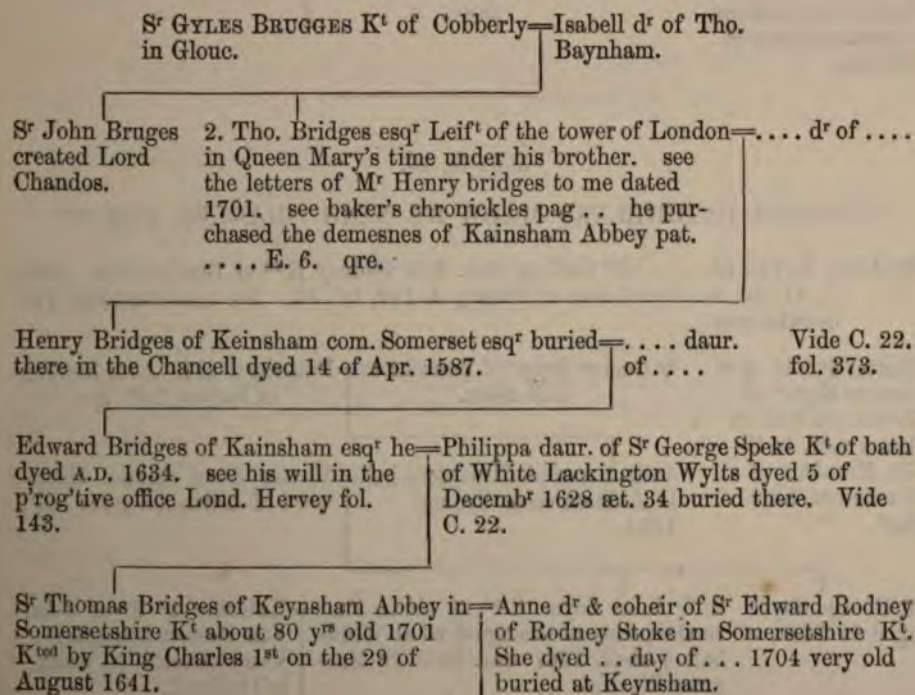 Sʳ GYLES BRUGGES Kᵗ of Cobberly=Isabell dʳ of Tho.
in Glouc. Baynham.
Sʳ John Bruges 2. Tho. Bridges esqʳ Leifᵗ of the tower of London=.... dʳ of ....
created Lord in Queen Mary's time under his brother. see
Chandos. the letters of Mʳ Henry bridges to me dated
1701. see baker's chronickles pag .. he pur-
chased the demesnes of Kainsham Abbey pat.
.... E. 6. qre.
Henry Bridges of Keinsham com. Somerset esqʳ buried=.... daur. Vide C. 22.
there in the Chancell dyed 14 of Apr. 1587. of .... fol. 373.
Edward Bridges of Kainsham esqʳ he=Philippa daur. of Sʳ George Speke Kᵗ of bath
dyed A.D. 1634. see his will in the of White Lackington Wylts dyed 5 of
p'rog'tive office Lond. Hervey fol. Decembʳ 1628 æt. 34 buried there. Vide
143. C. 22.
Sʳ Thomas Bridges of Keynsham Abbey in=Anne dʳ & coheir of Sʳ Edward Rodney
Somersetshire Kᵗ about 80 yʳˢ old 1701 of Rodney Stoke in Somersetshire Kᵗ.
Kᵗᵉᵈ by King Charles 1ˢᵗ on the 29 of She dyed .. day of ... 1704 very old
August 1641. buried at Keynsham.